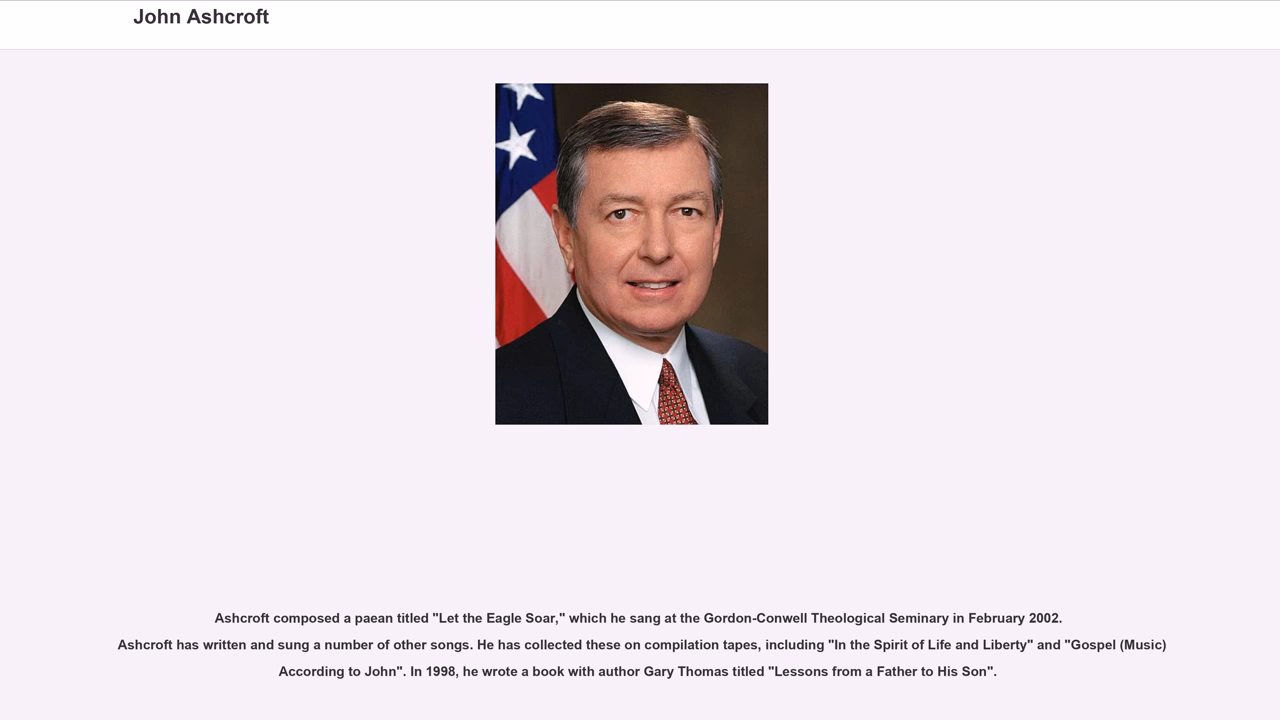 John Ashcroft
Ashcroft composed a paean titled "Let the Eagle Soar," which he sang at the Gordon-Conwell Theological Seminary in February 2002.
Ashcroft has written and sung a number of other songs. He has collected these on compilation tapes, including "In the Spirit of Life and Liberty" and "Gospel (Music)
According to John". In 1998, he wrote a book with author Gary Thomas titled "Lessons from a Father to His Son".